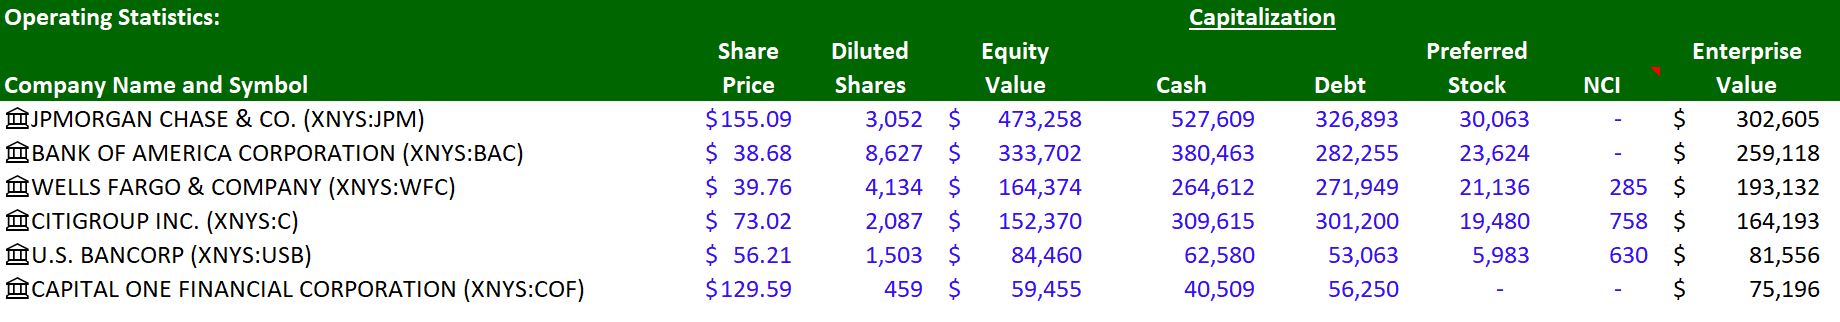 Operating Statistics: Capitalization
Share Diluted Equity Preferred Enterprise
Company Name and Symbol Price Shares Value Cash Debt Stock NCI Value
JPMORGAN CHASE & CO. (XNYS:JPM) $155.09 3,052 $ 473,258 527,609 326,893 30,063 - $ 302,605
BANK OF AMERICA CORPORATION (XNYS:BAC) $ 38.68 8,627 $ 333,702 380,463 282,255 23,624 - $ 259,118
WELLS FARGO & COMPANY (XNYS:WFC) $ 39.76 4,134 $ 164,374 264,612 271,949 21,136 285 $ 193,132
CITIGROUP INC. (XNYS:C) $ 73.02 2,087 $ 152,370 309,615 301,200 19,480 758 $ 164,193
U.S. BANCORP (XNYS:USB) $ 56.21 1,503 $ 84,460 62,580 53,063 5,983 630 $ 81,556
CAPITAL ONE FINANCIAL CORPORATION (XNYS:COF) $129.59 459 $ 59,455 40,509 56,250 - - $ 75,196